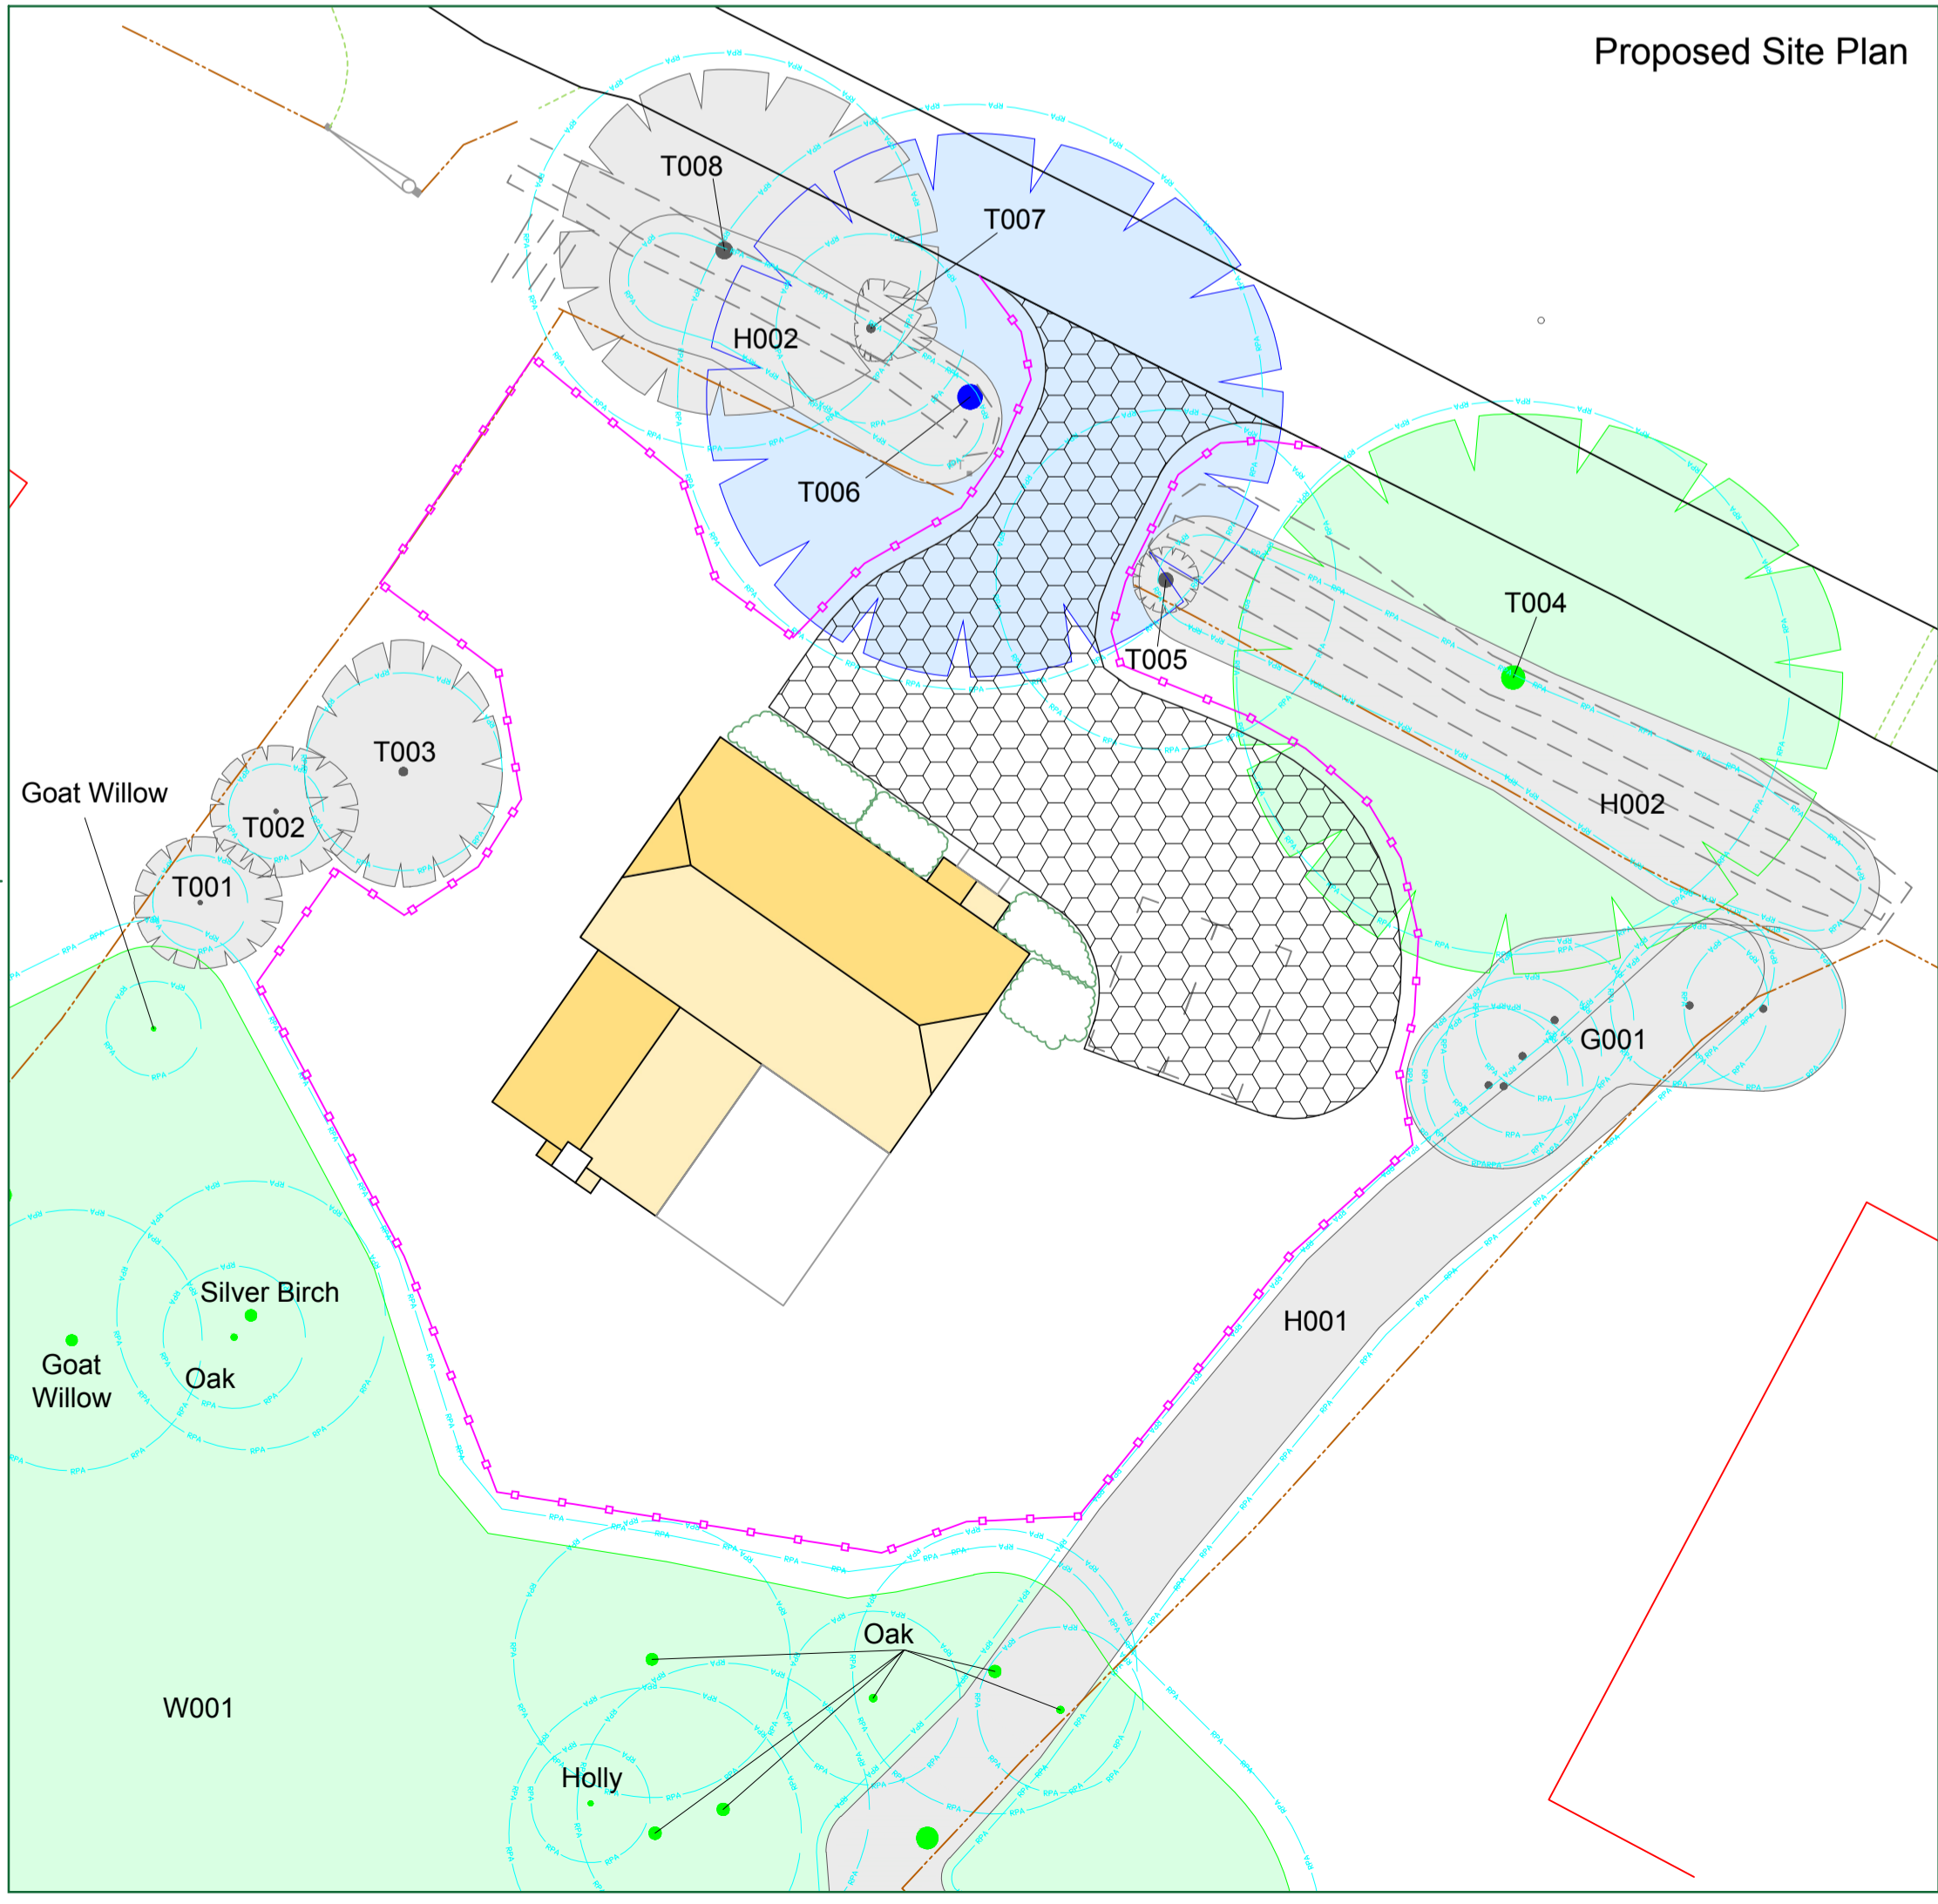 Proposed Site Plan
T008
T007
H002
T006
T004
T005
T003
Goat Willow
H002
T002
T001
G001
Silver Birch
H001
Goat
Willow
Oak
Oak
W001
Holly
RPA